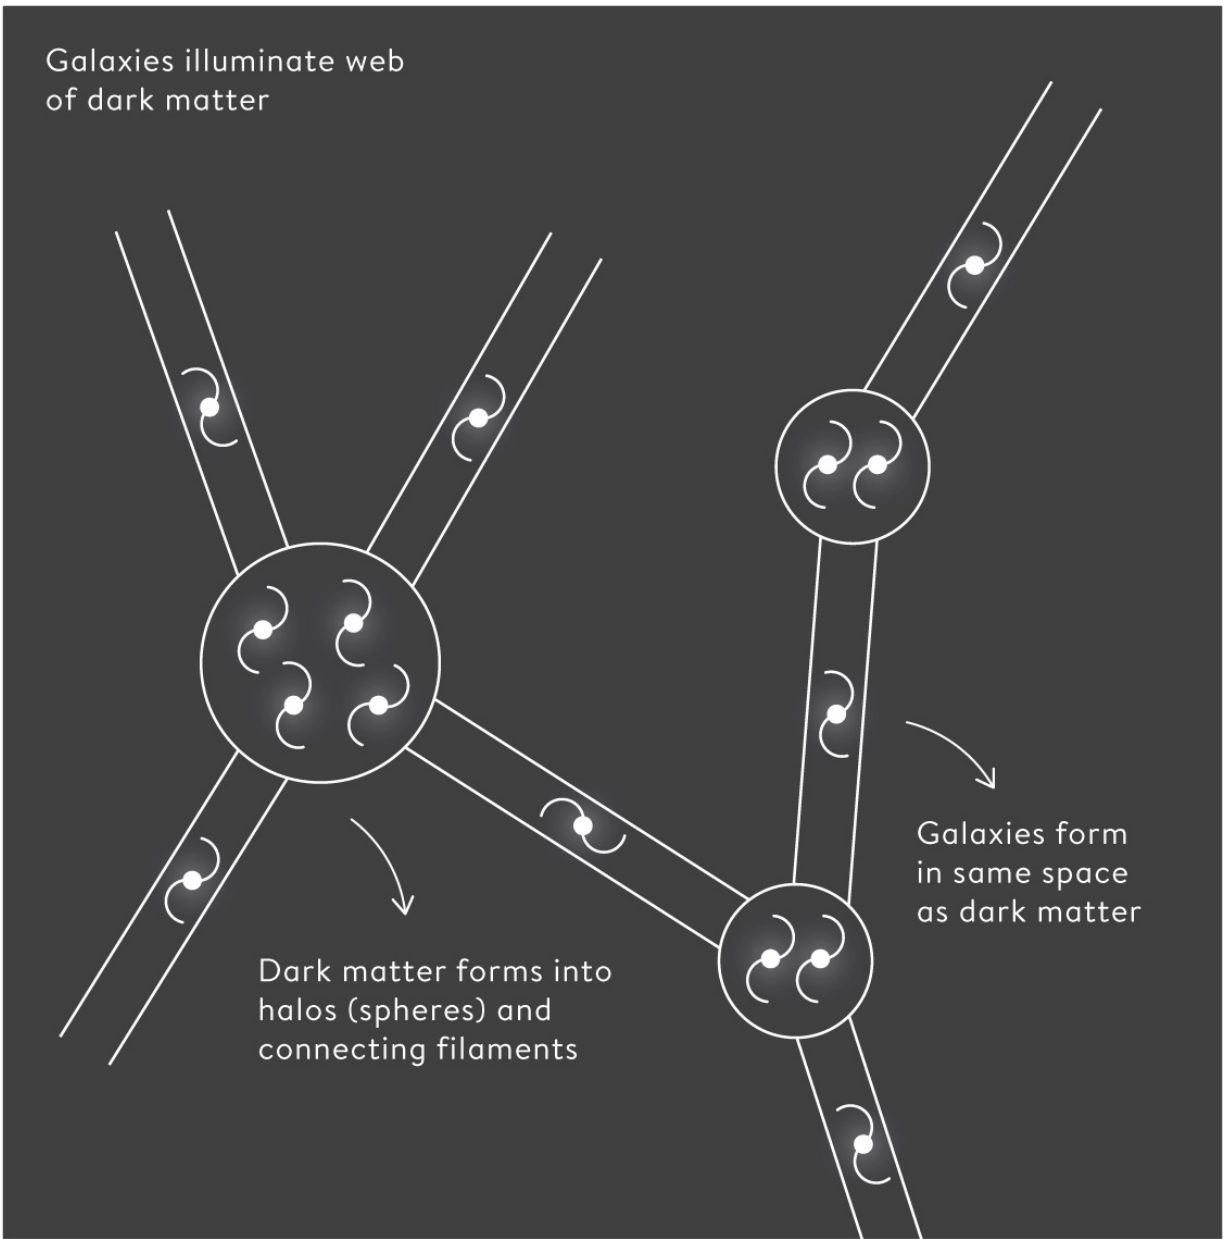 Galaxies illuminate web
of dark matter
Galaxies form
in same space
as dark matter
Dark matter forms into
halos (spheres) and
connecting filaments